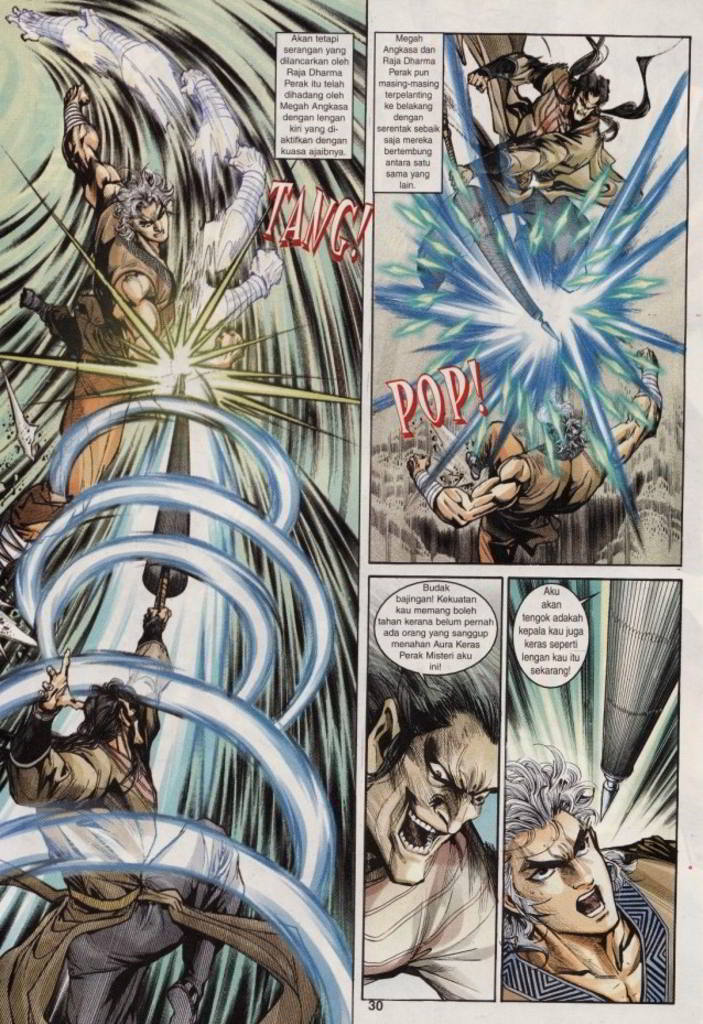 Akan tetapi
serangan yang
dilancarkan oleh
Raja Dharma
Perak itu telah
dihadang oleh
Megah Angkasa
dengan lengan
kiri yang di-
aktifkan dengan
kuasa ajaibnya.
TANG!
Megah
Angkasa dan
Raja Dharma
Perak pun
masing-masing
terpelanting
ke belakang
dengan
serentak sebaik
saja mereka
bertembung
antara satu
sama yang
lain.
POP!
Budak
bajingan! Kekuatan
kau memang boleh
tahan kerana belum pernah
ada orang yang sanggup
menahan Aura Keras
Perak Misteri aku
ini!
Aku
akan
tengok adakah
kepala kau juga
keras seperti
lengan kau itu
sekarang!
30